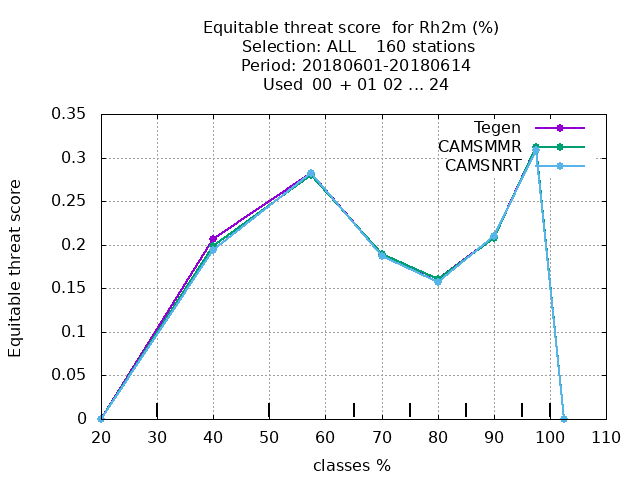 Equitable threat score  for Rh2m (%)
Selection: ALL    160 stations
Period: 20180601-20180614
Used  00  + 01 02 ... 24
Equitable threat score
0.35
0.3
0.25
0.2
0.15
0.1
0.05
0
Tegen
CAMSMMR
CAMSNRT
20 30 40 50 60 70 80 90 100 110
classes %